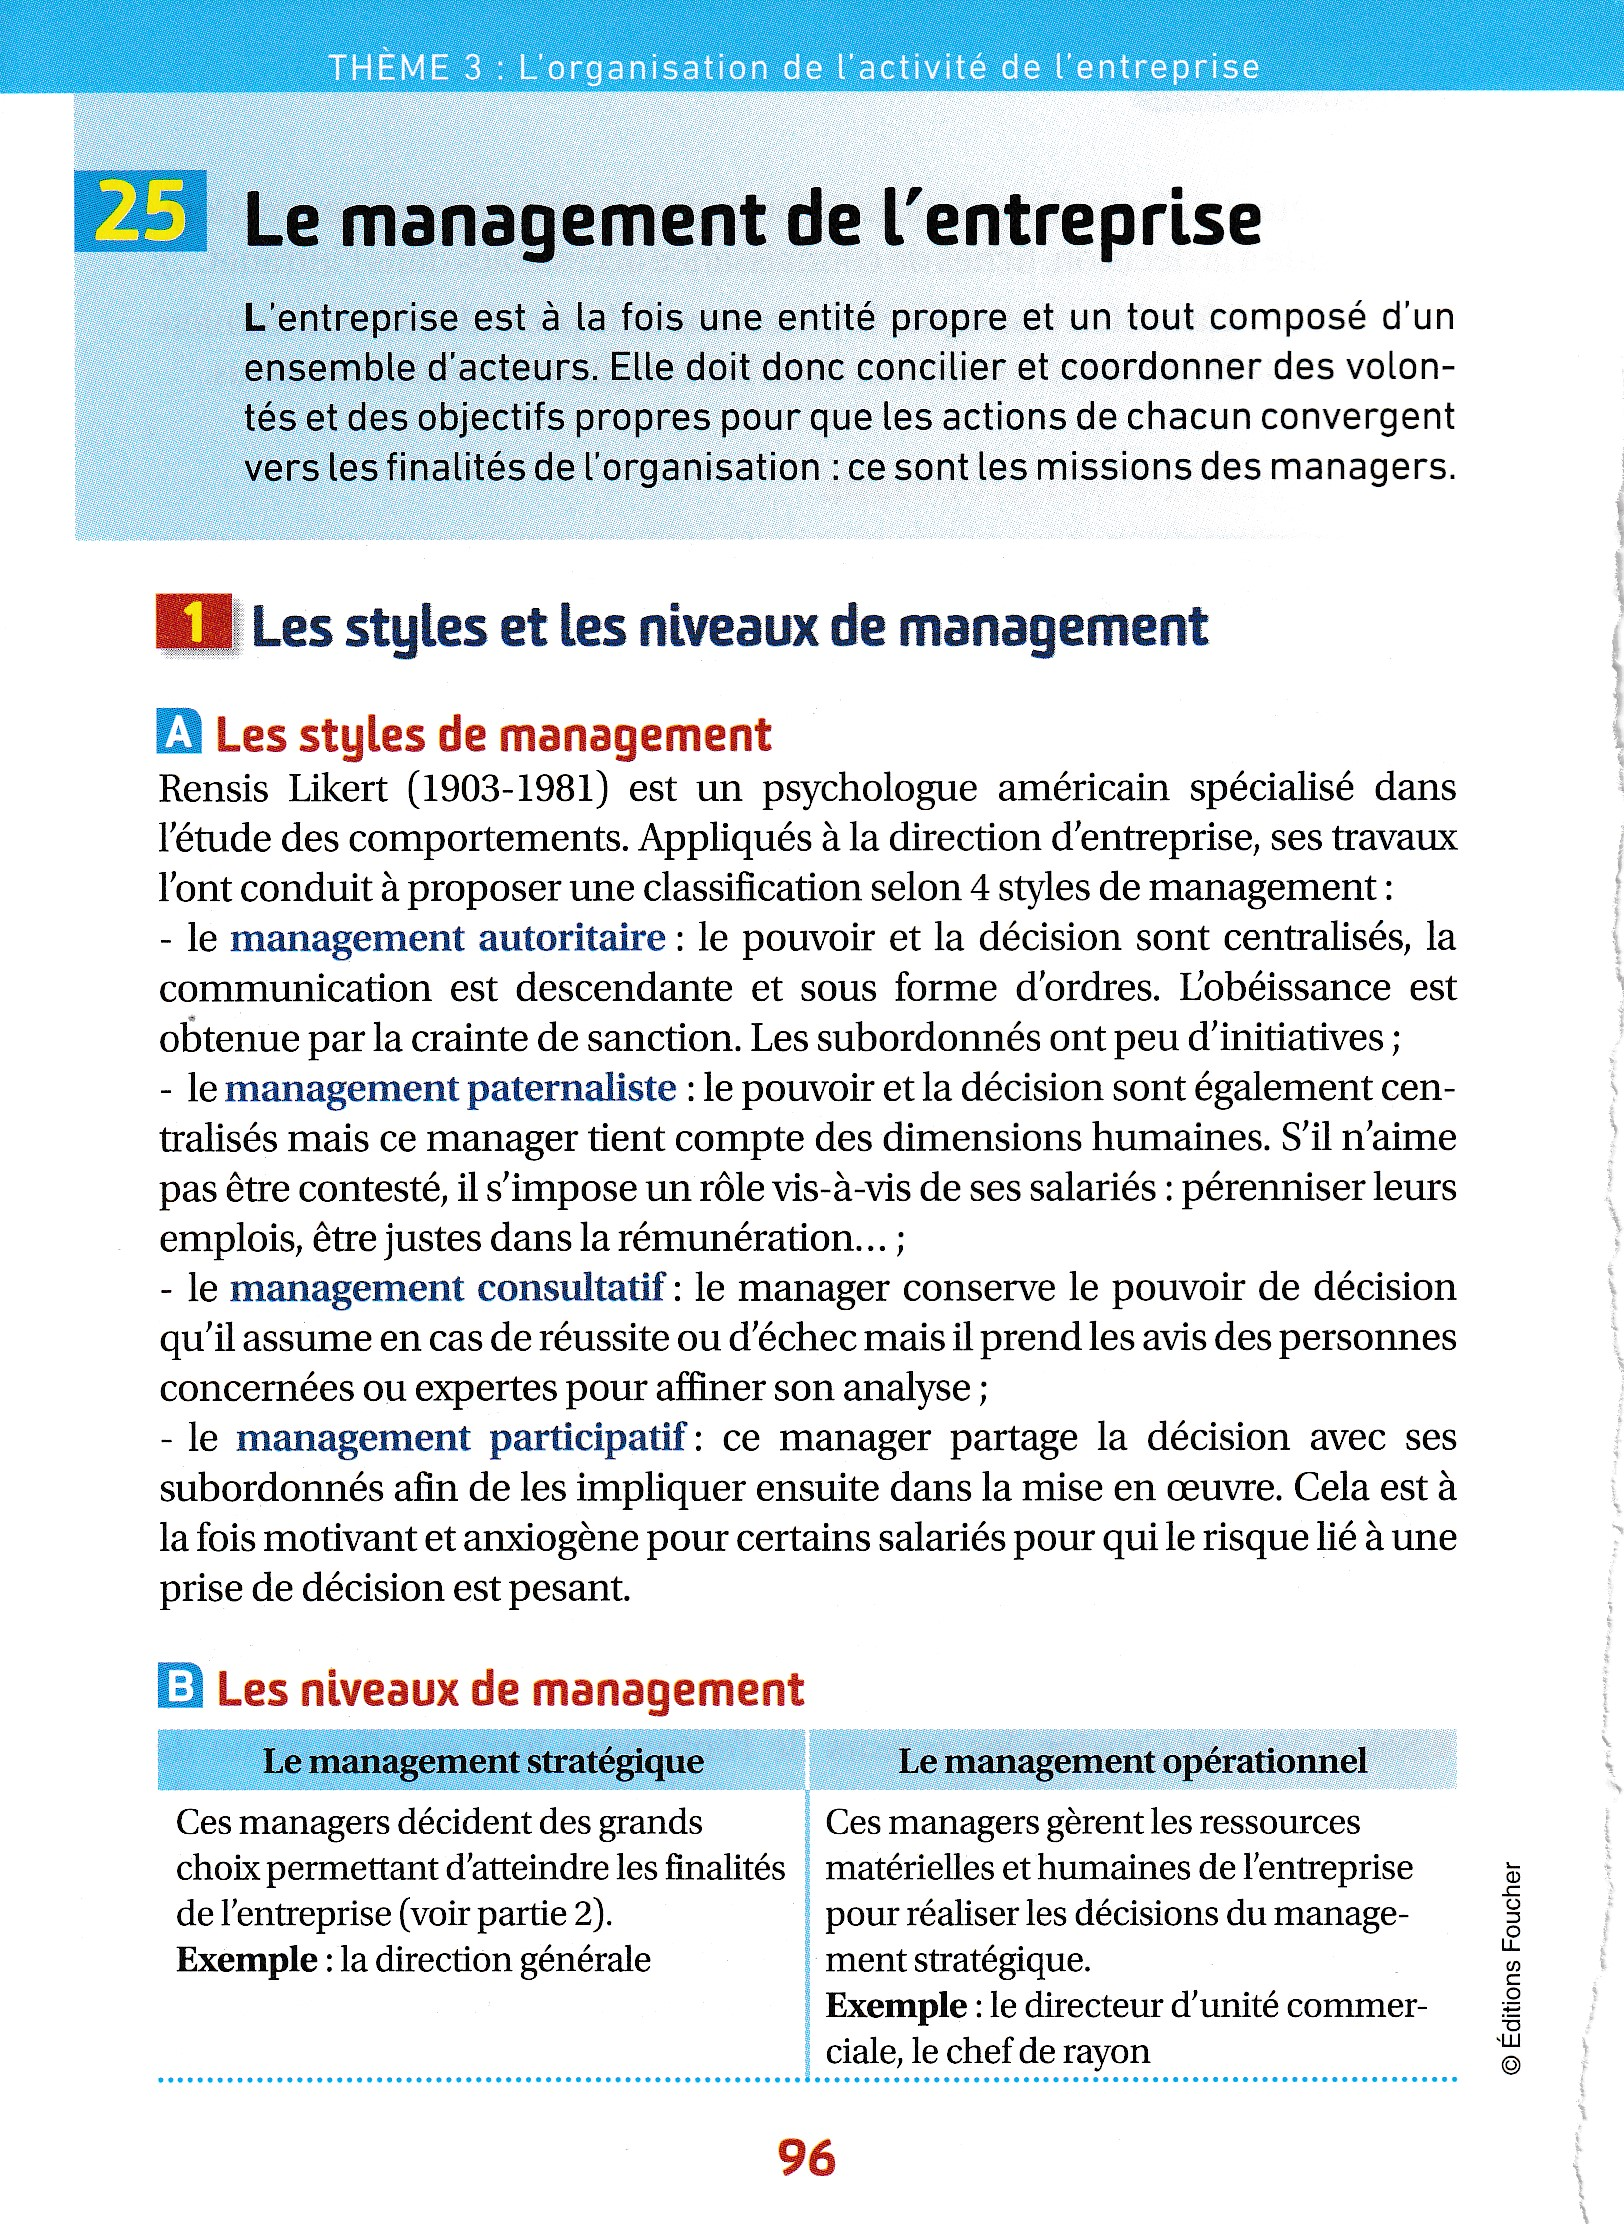 THÈME 3 : L'organisation de l'activité de l'entreprise
25 Le management de l'entreprise
L'entreprise est à la fois une entité propre et un tout composé d'un
ensemble d'acteurs. Elle doit donc concilier et coordonner des volon-
tés et des objectifs propres pour que les actions de chacun convergent
vers les finalités de l'organisation : ce sont les missions des managers.
1 Les styles et les niveaux de management
A Les styles de management
Rensis Likert (1903-1981) est un psychologue américain spécialisé dans
l'étude des comportements. Appliqués à la direction d'entreprise, ses travaux
l'ont conduit à proposer une classification selon 4 styles de management :
- le management autoritaire : le pouvoir et la décision sont centralisés, la
communication est descendante et sous forme d'ordres. L'obéissance est
obtenue par la crainte de sanction. Les subordonnés ont peu d'initiatives ;
- le management paternaliste : le pouvoir et la décision sont également cen-
tralisés mais ce manager tient compte des dimensions humaines. S'il n'aime
pas être contesté, il s'impose un rôle vis-à-vis de ses salariés : pérenniser leurs
emplois, être justes dans la rémunération... ;
- le management consultatif : le manager conserve le pouvoir de décision
qu'il assume en cas de réussite ou d'échec mais il prend les avis des personnes
concernées ou expertes pour affiner son analyse ;
- le management participatif : ce manager partage la décision avec ses
subordonnés afin de les impliquer ensuite dans la mise en œuvre. Cela est à
la fois motivant et anxiogène pour certains salariés pour qui le risque lié à une
prise de décision est pesant.
B Les niveaux de management
Le management stratégique
Ces managers décident des grands
choix permettant d'atteindre les finalités
de l'entreprise (voir partie 2).
Exemple : la direction générale
Le management opérationnel
Ces managers gèrent les ressources
matérielles et humaines de l'entreprise
pour réaliser les décisions du manage-
ment stratégique.
Exemple : le directeur d'unité commer-
ciale, le chef de rayon
© Éditions Foucher
96